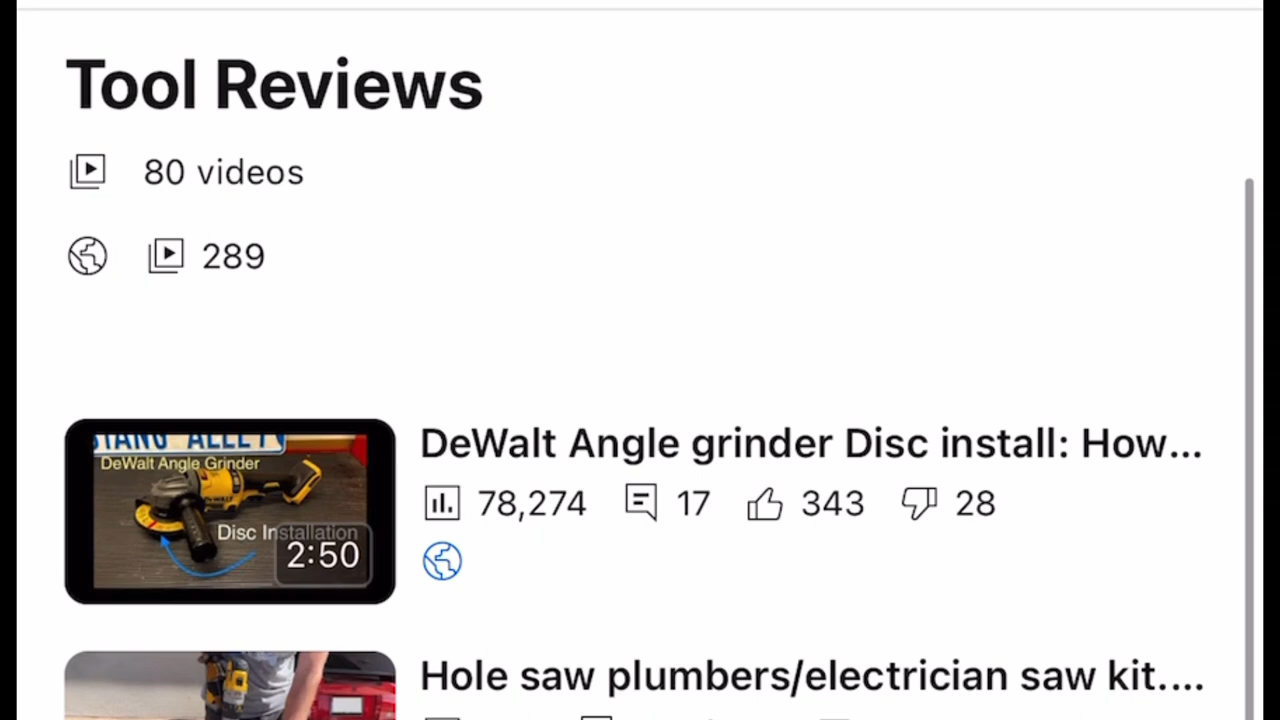 Tool Reviews
80 videos
289
DeWalt Angle grinder Disc install: How...
78,274 17 343 28
DeWalt Angle Grinder
Disc Installation
2:50
Hole saw plumbers/electrician saw kit....